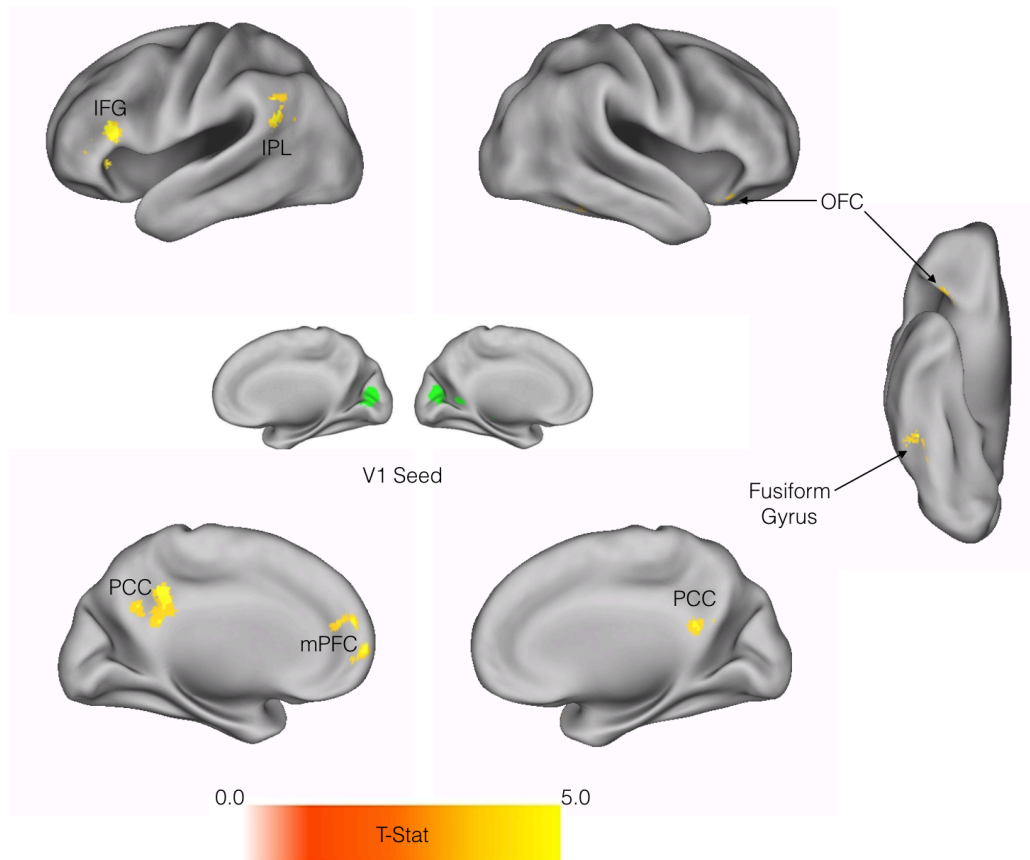 IFG
IPL
OFC
V1 Seed
Fusiform
Gyrus
PCC
mPFC
PCC
0.0
5.0
T-Stat